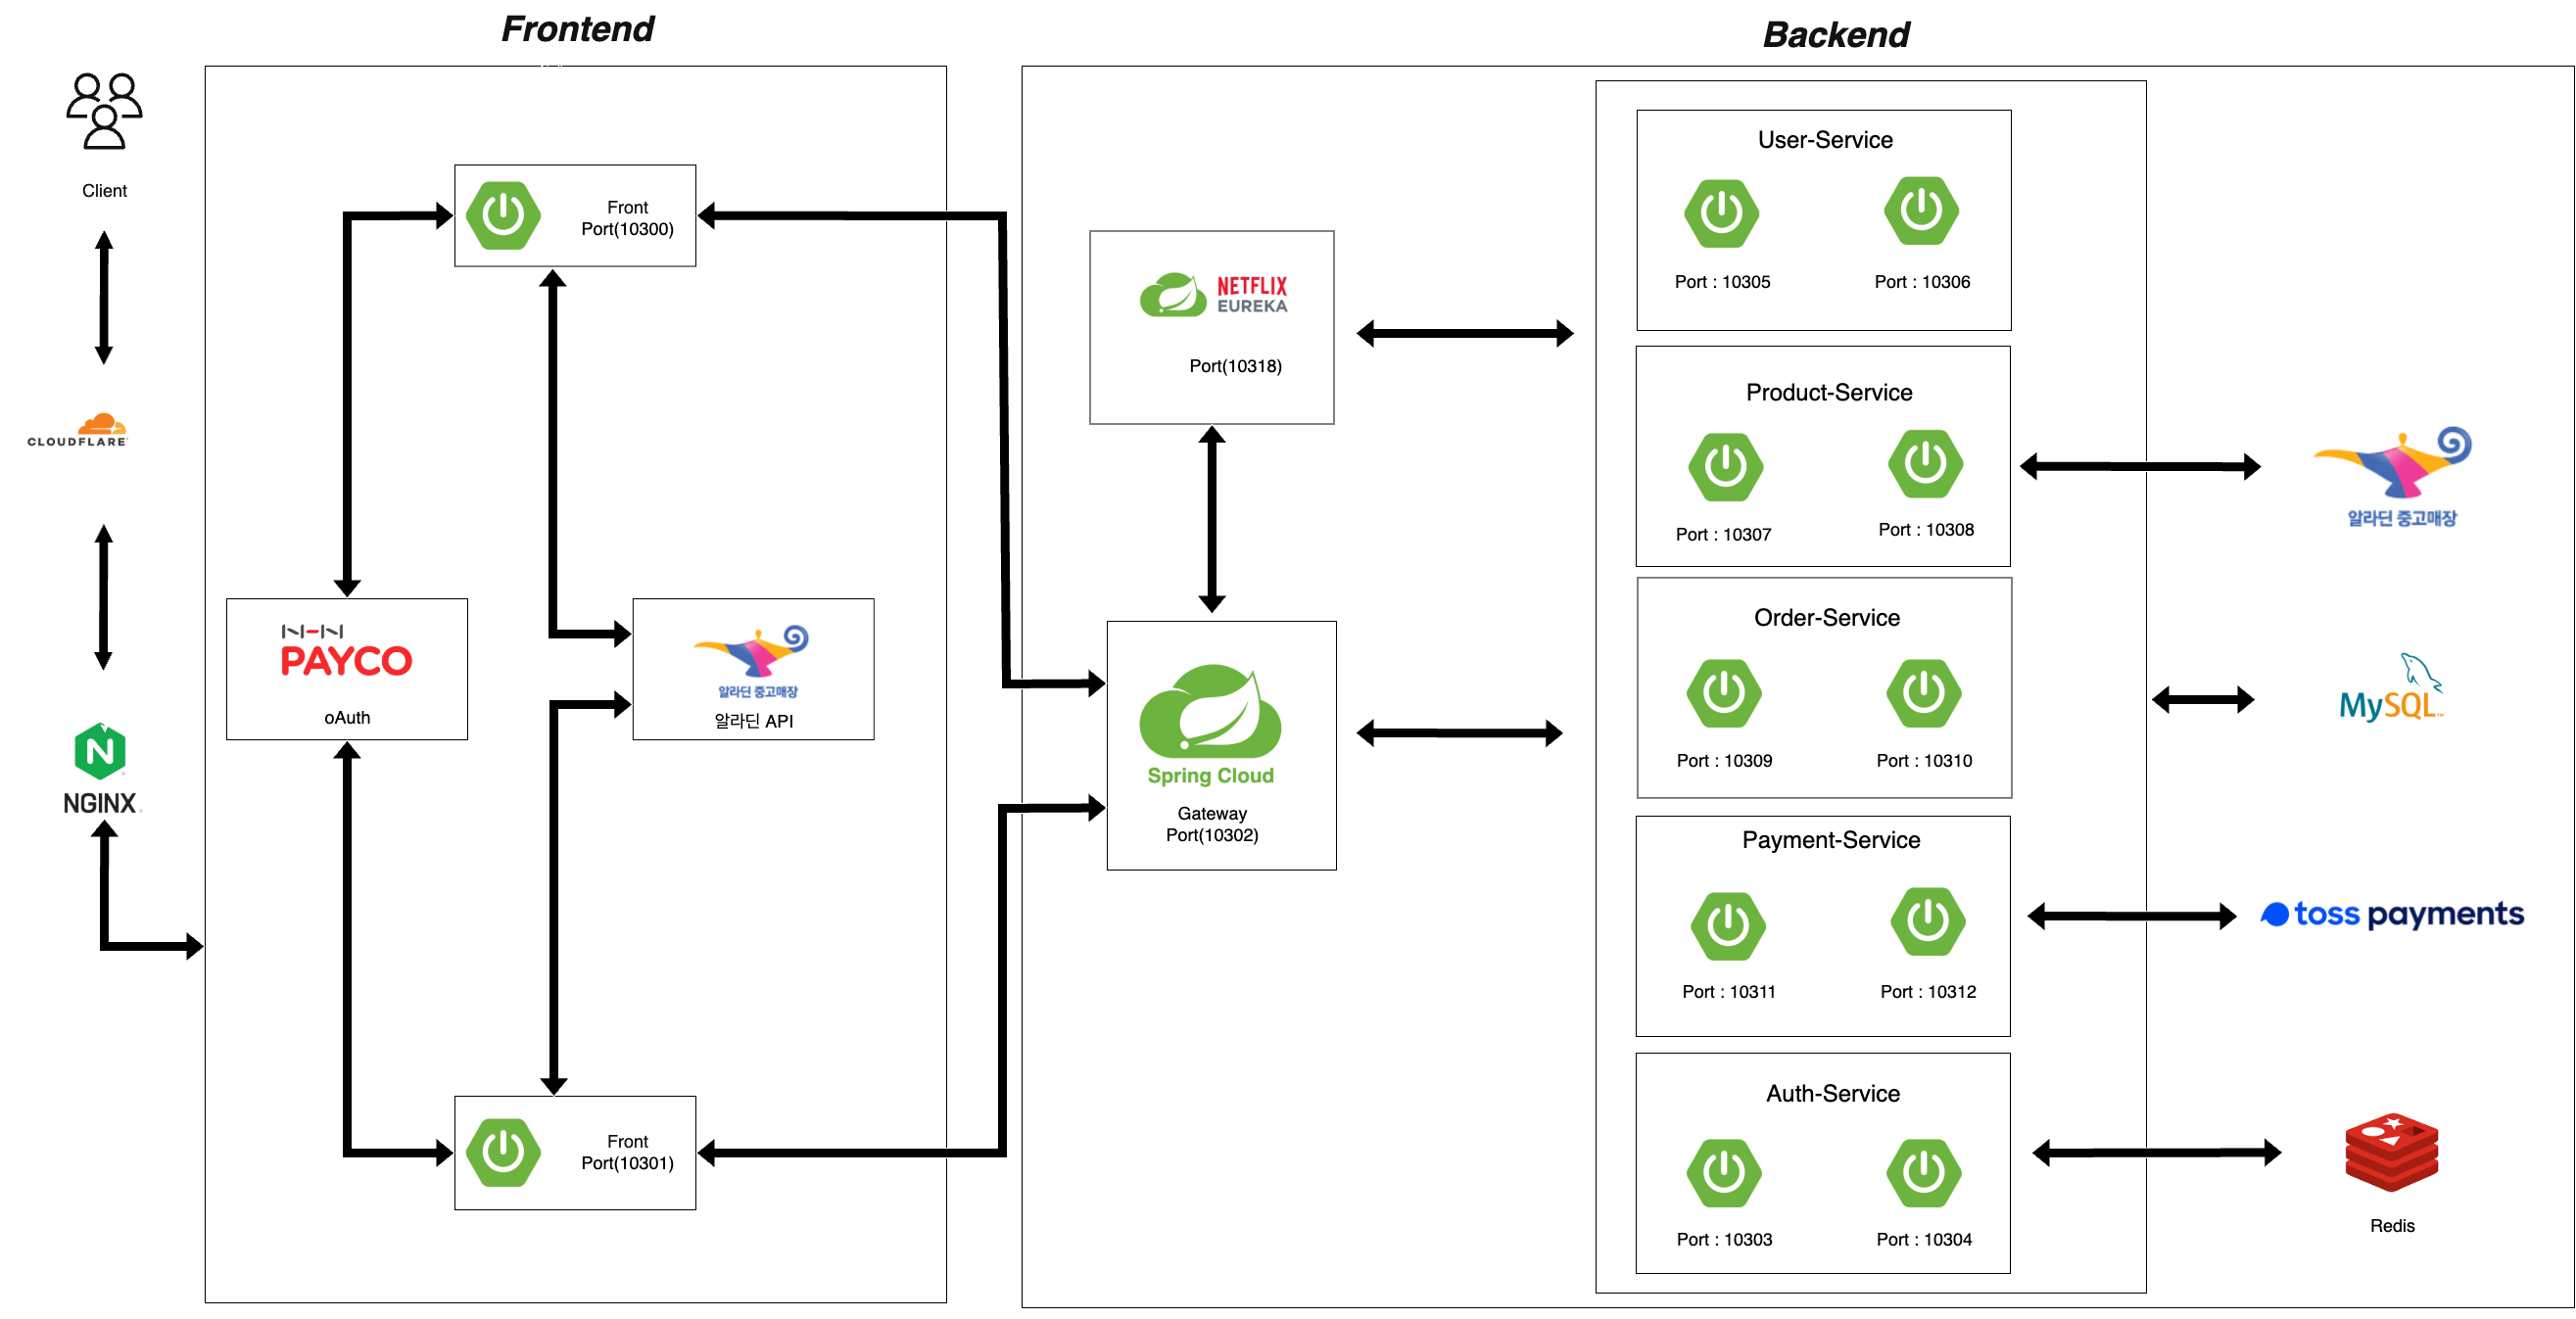 Frontend
Backend
Client
CLOUDFLARE
NGINX
Front
Port(10300)
NHN
PAYCO
oAuth
알라딘 중고매장
알라딘 API
Front
Port(10301)
NETFLIX
EUREKA
Port(10318)
Spring Cloud
Gateway
Port(10302)
User-Service
Port : 10305
Port : 10306
Product-Service
Port : 10307
Port : 10308
Order-Service
Port : 10309
Port : 10310
Payment-Service
Port : 10311
Port : 10312
Auth-Service
Port : 10303
Port : 10304
알라딘 중고매장
MySQL
toss payments
Redis